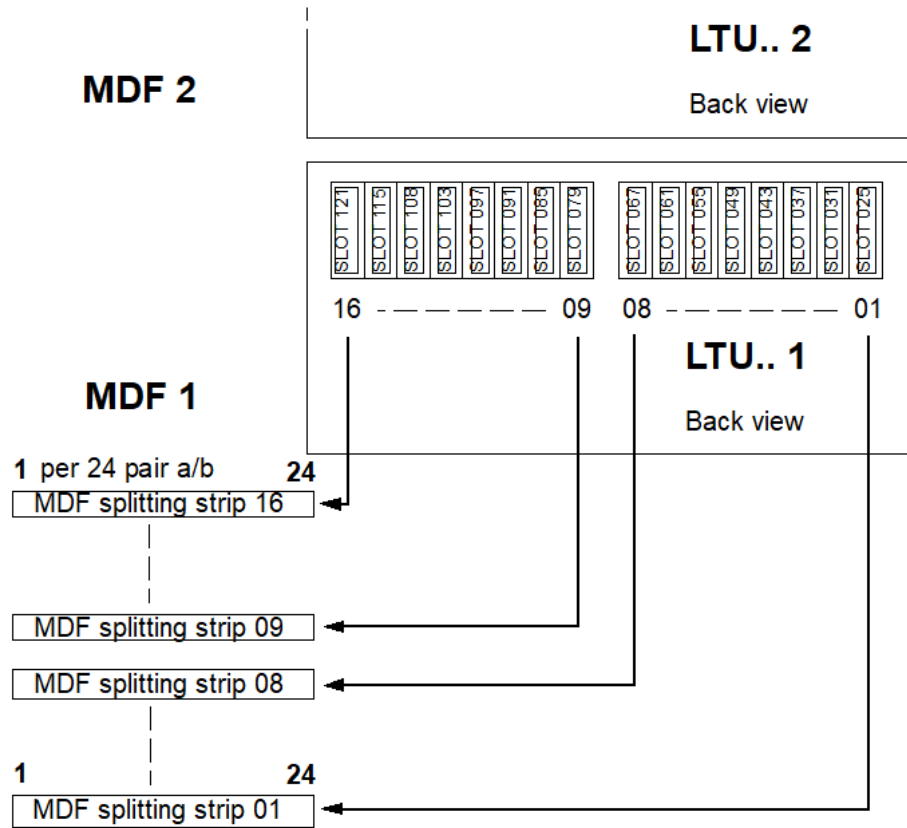 LTU.. 2
MDF 2
Back view
SLOT 121
SLOT 115
SLOT 108
SLOT 103
SLOT 097
SLOT 091
SLOT 085
SLOT 079
SLOT 067
SLOT 061
SLOT 055
SLOT 049
SLOT 043
SLOT 037
SLOT 031
SLOT 025
16
09
08
01
LTU.. 1
MDF 1
Back view
1 per 24 pair a/b 24
MDF splitting strip 16
MDF splitting strip 09
MDF splitting strip 08
1 24
MDF splitting strip 01